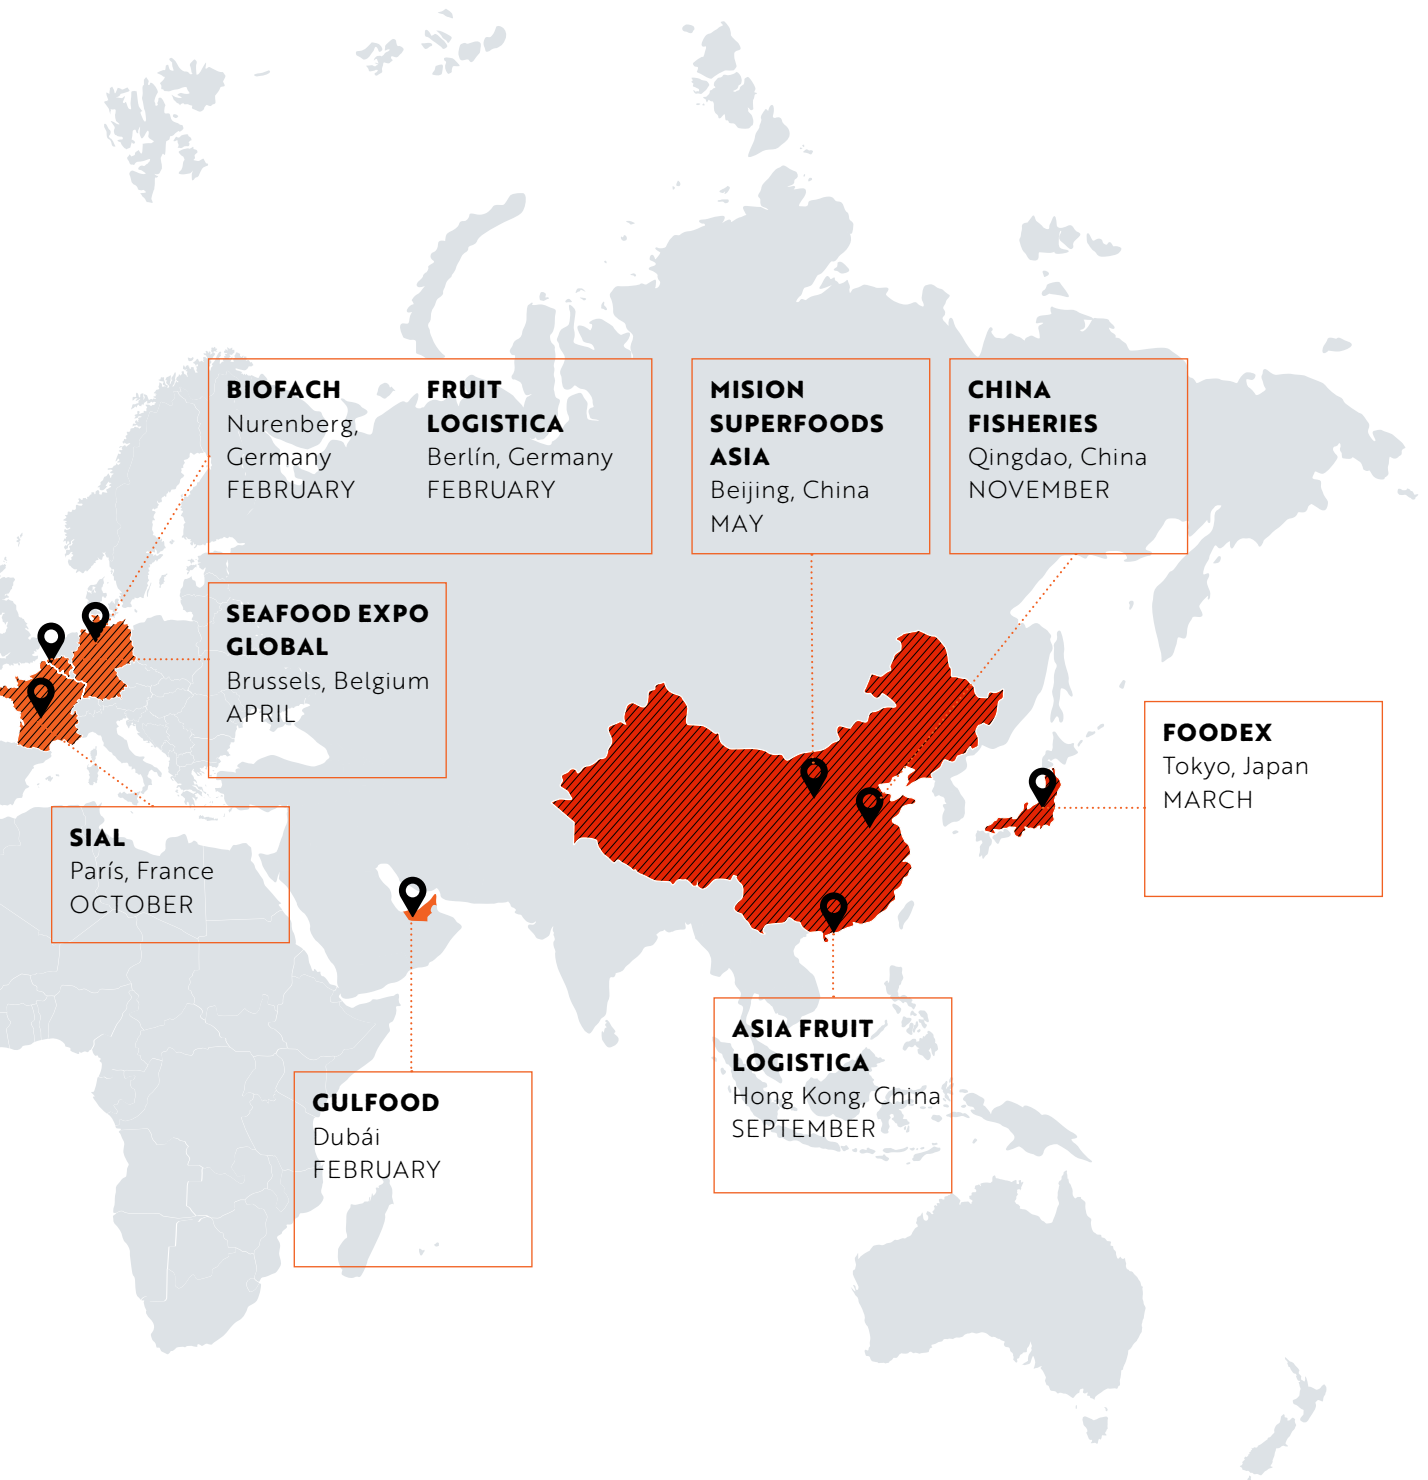 BIOFACH
Nurenberg,
Germany
FEBRUARY
FRUIT
LOGISTICA
Berlín, Germany
FEBRUARY
MISION
SUPERFOODS
ASIA
Beijing, China
MAY
CHINA
FISHERIES
Qingdao, China
NOVEMBER
SEAFOOD EXPO
GLOBAL
Brussels, Belgium
APRIL
FOODEX
Tokyo, Japan
MARCH
SIAL
París, France
OCTOBER
ASIA FRUIT
LOGISTICA
Hong Kong, China
SEPTEMBER
GULFOOD
Dubái
FEBRUARY